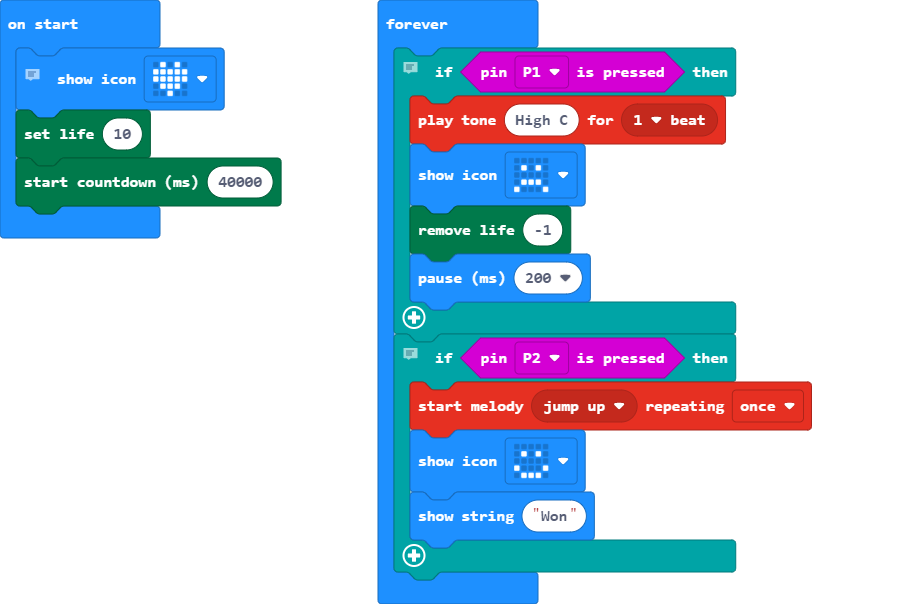 on start
show icon
set life 10
start countdown (ms) 40000
forever
if pin P1 is pressed then
play tone High C for 1 beat
show icon
remove life -1
pause (ms) 200
if pin P2 is pressed then
start melody jump up repeating once
show icon
show string "Won"